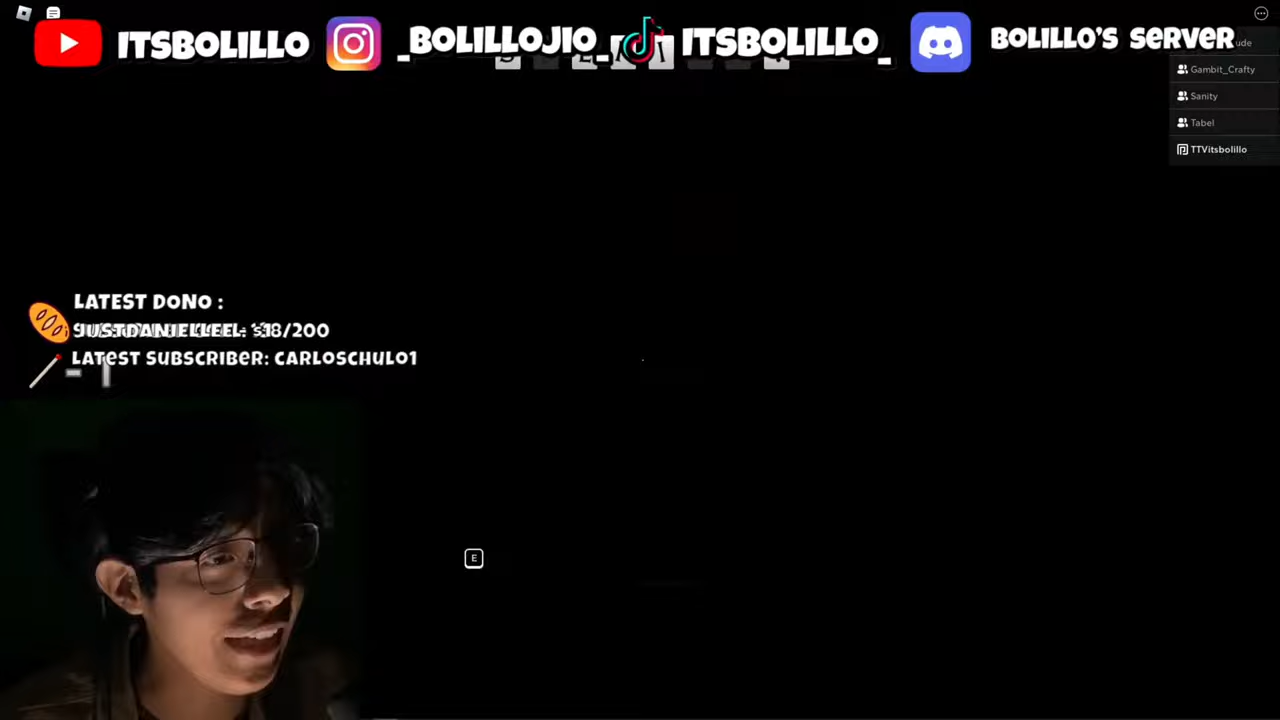 ITSBOLILLO
_BOLILLOJIO_
ITSBOLILLO_
BOLILLO'S SERVER
Gambit_Crafty
Sanity
Tabel
TTVitsbolillo
LATEST DONO :
LATEST SUBSCRIBER: CARLOSCHULO1
E